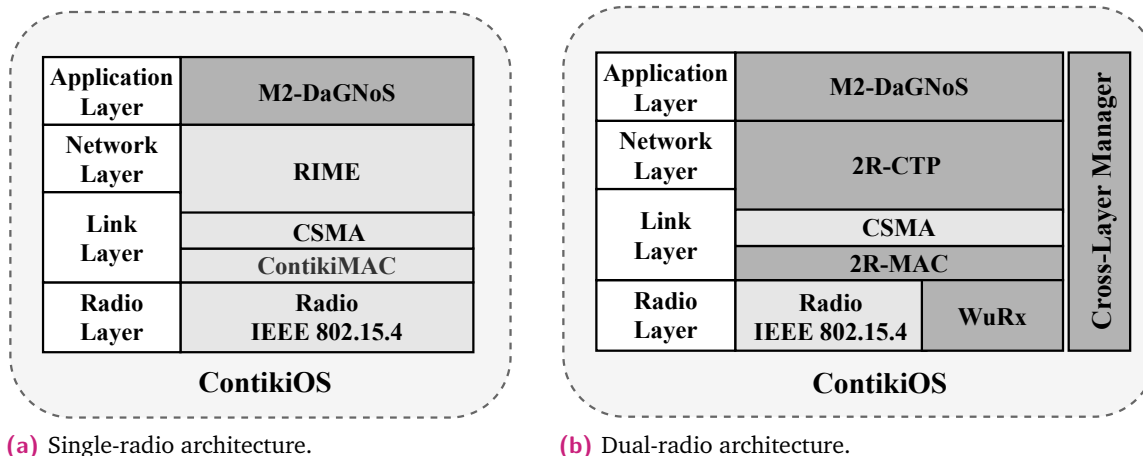 Application
Layer
M2-DaGNoS
Network
Layer
RIME
Link
Layer
CSMA
ContikiMAC
Radio
Layer
Radio
IEEE 802.15.4
ContikiOS
(a) Single-radio architecture.
Application
Layer
M2-DaGNoS
Network
Layer
2R-CTP
Link
Layer
CSMA
2R-MAC
Radio
Layer
Radio
IEEE 802.15.4
WuRx
Cross-Layer Manager
ContikiOS
(b) Dual-radio architecture.